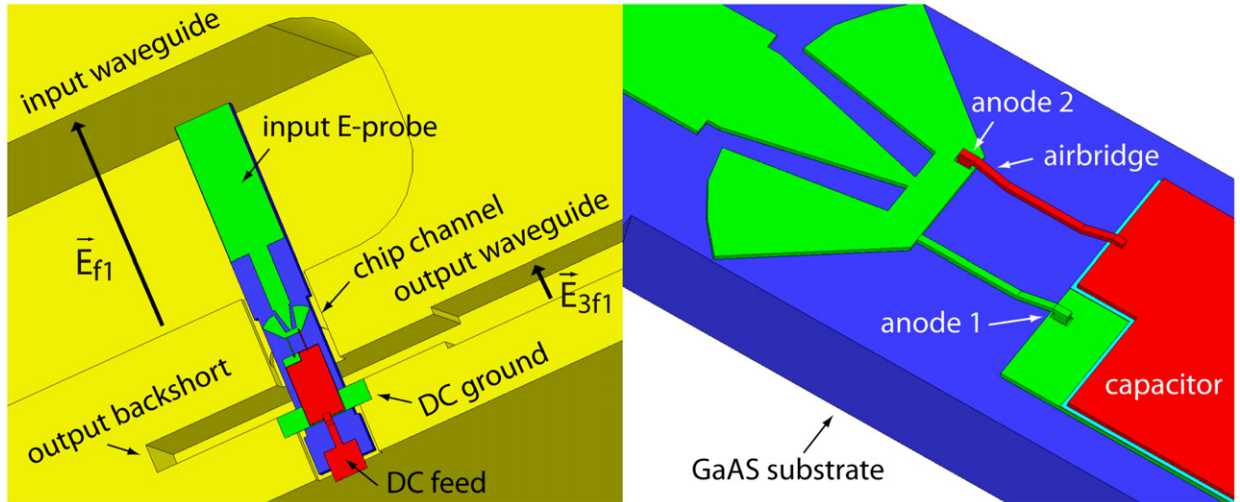 input waveguide
input E-probe
E⃗f1
chip channel
output waveguide
E⃗3f1
output backshort
DC ground
DC feed
anode 2
airbridge
anode 1
capacitor
GaAS substrate